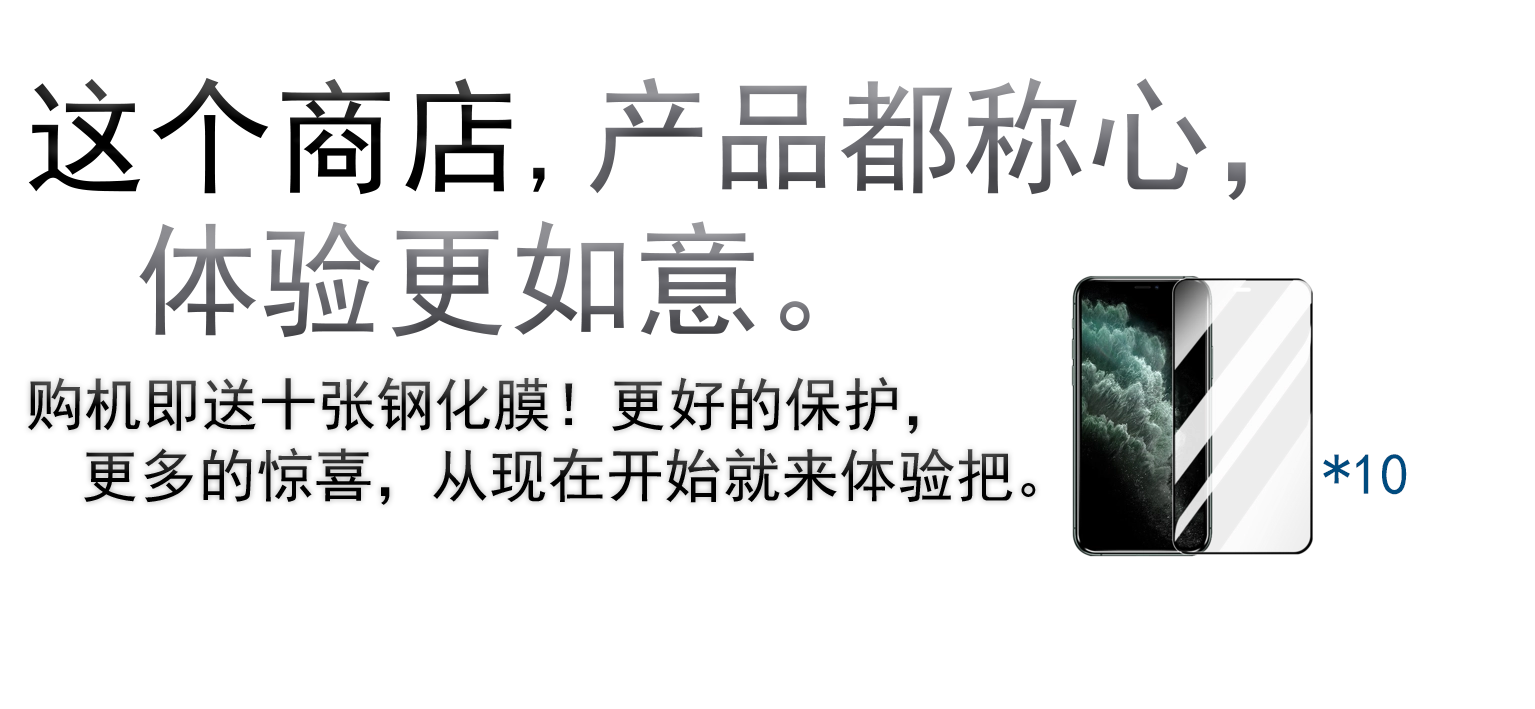 这个商店,产品都称心，
体验更如意。
购机即送十张钢化膜！更好的保护，
更多的惊喜，从现在开始就来体验把。
*10